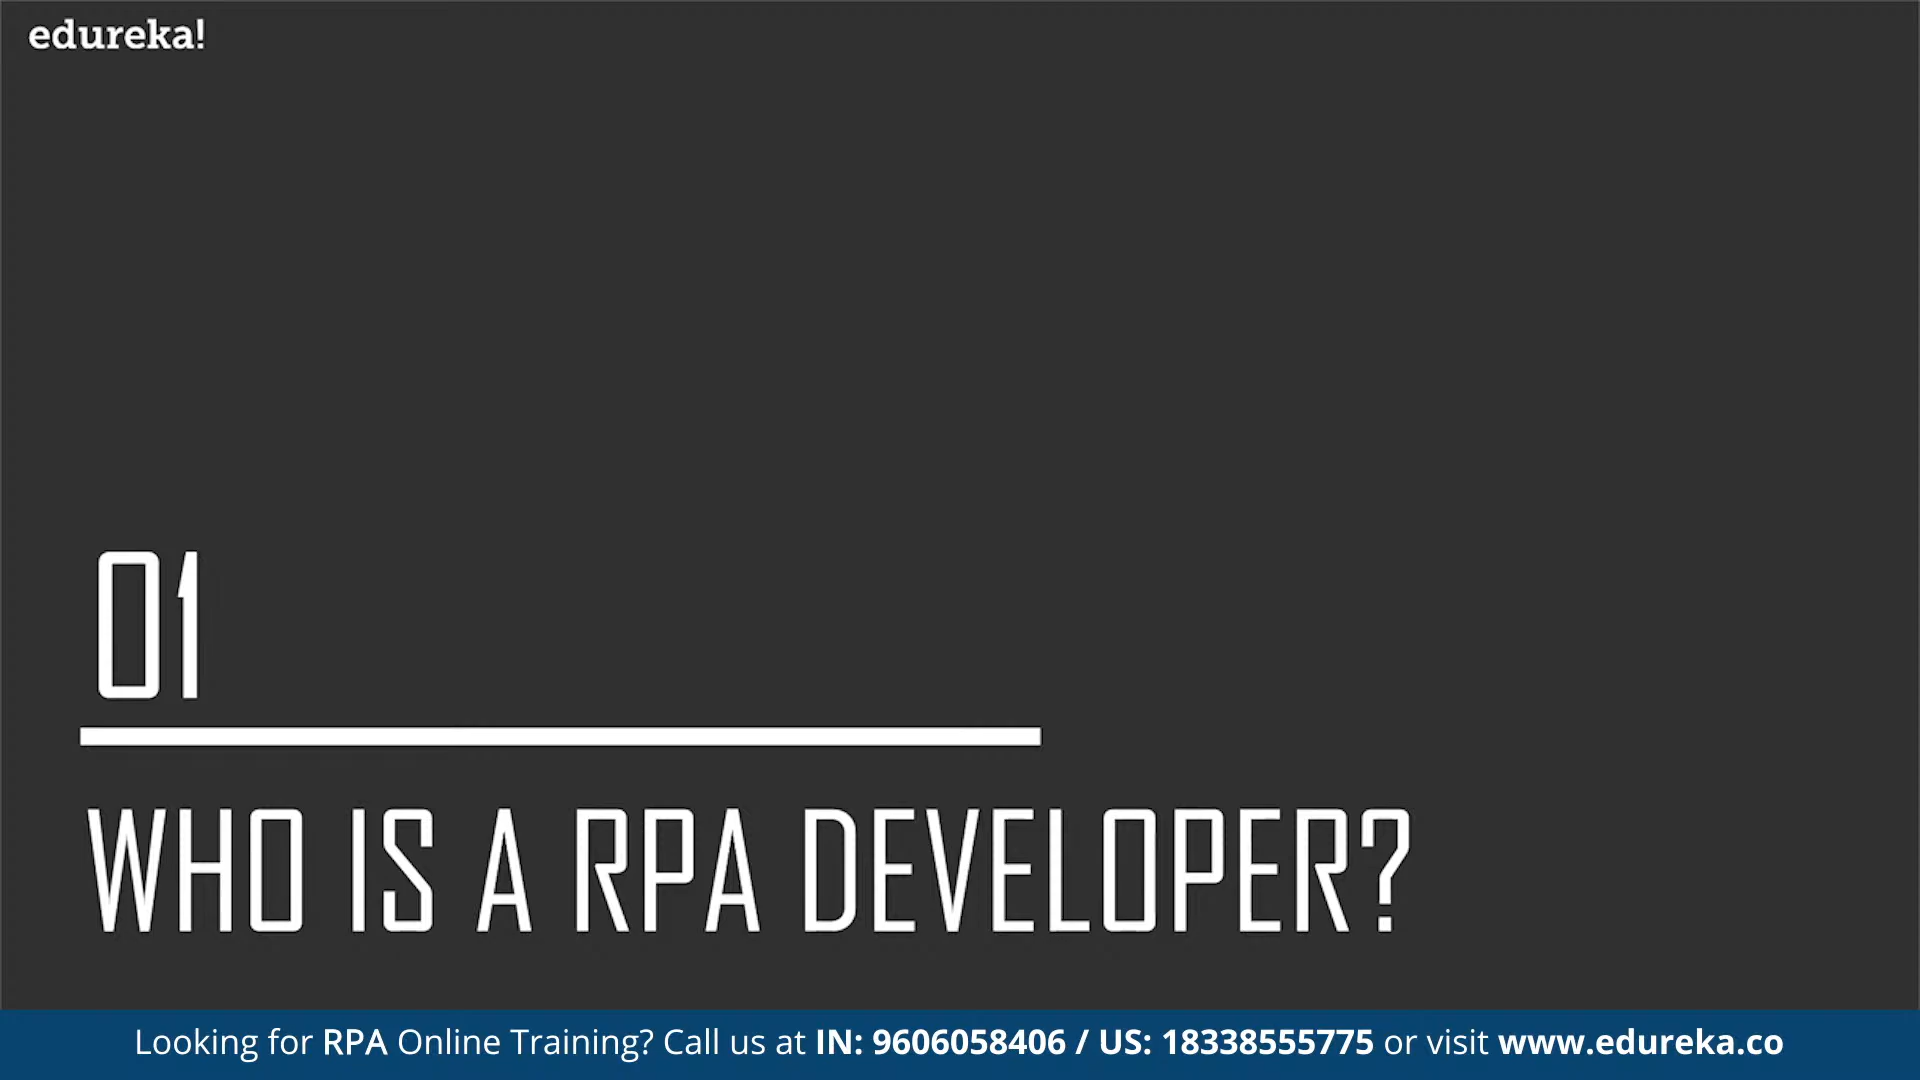 edureka!
01
WHO IS A RPA DEVELOPER?
Looking for RPA Online Training? Call us at IN: 9606058406 / US: 18338555775 or visit www.edureka.co